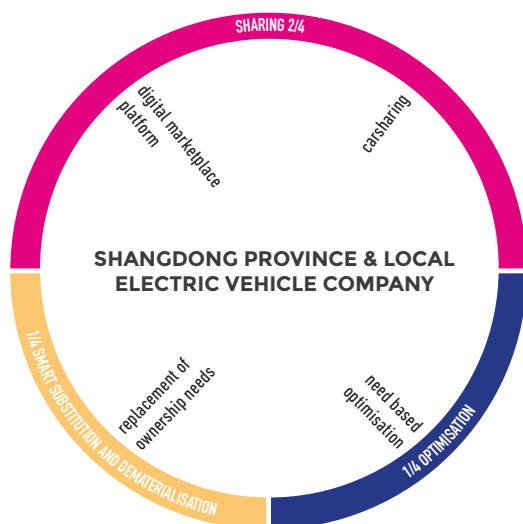 SHARING 2/4
digital marketplace
platform
carsharing
SHANGDONG PROVINCE & LOCAL
ELECTRIC VEHICLE COMPANY
replacement of
ownership needs
need based
optimisation
1/4 SMART SUBSTITUTION AND DEMATERIALISATION
1/4 OPTIMISATION